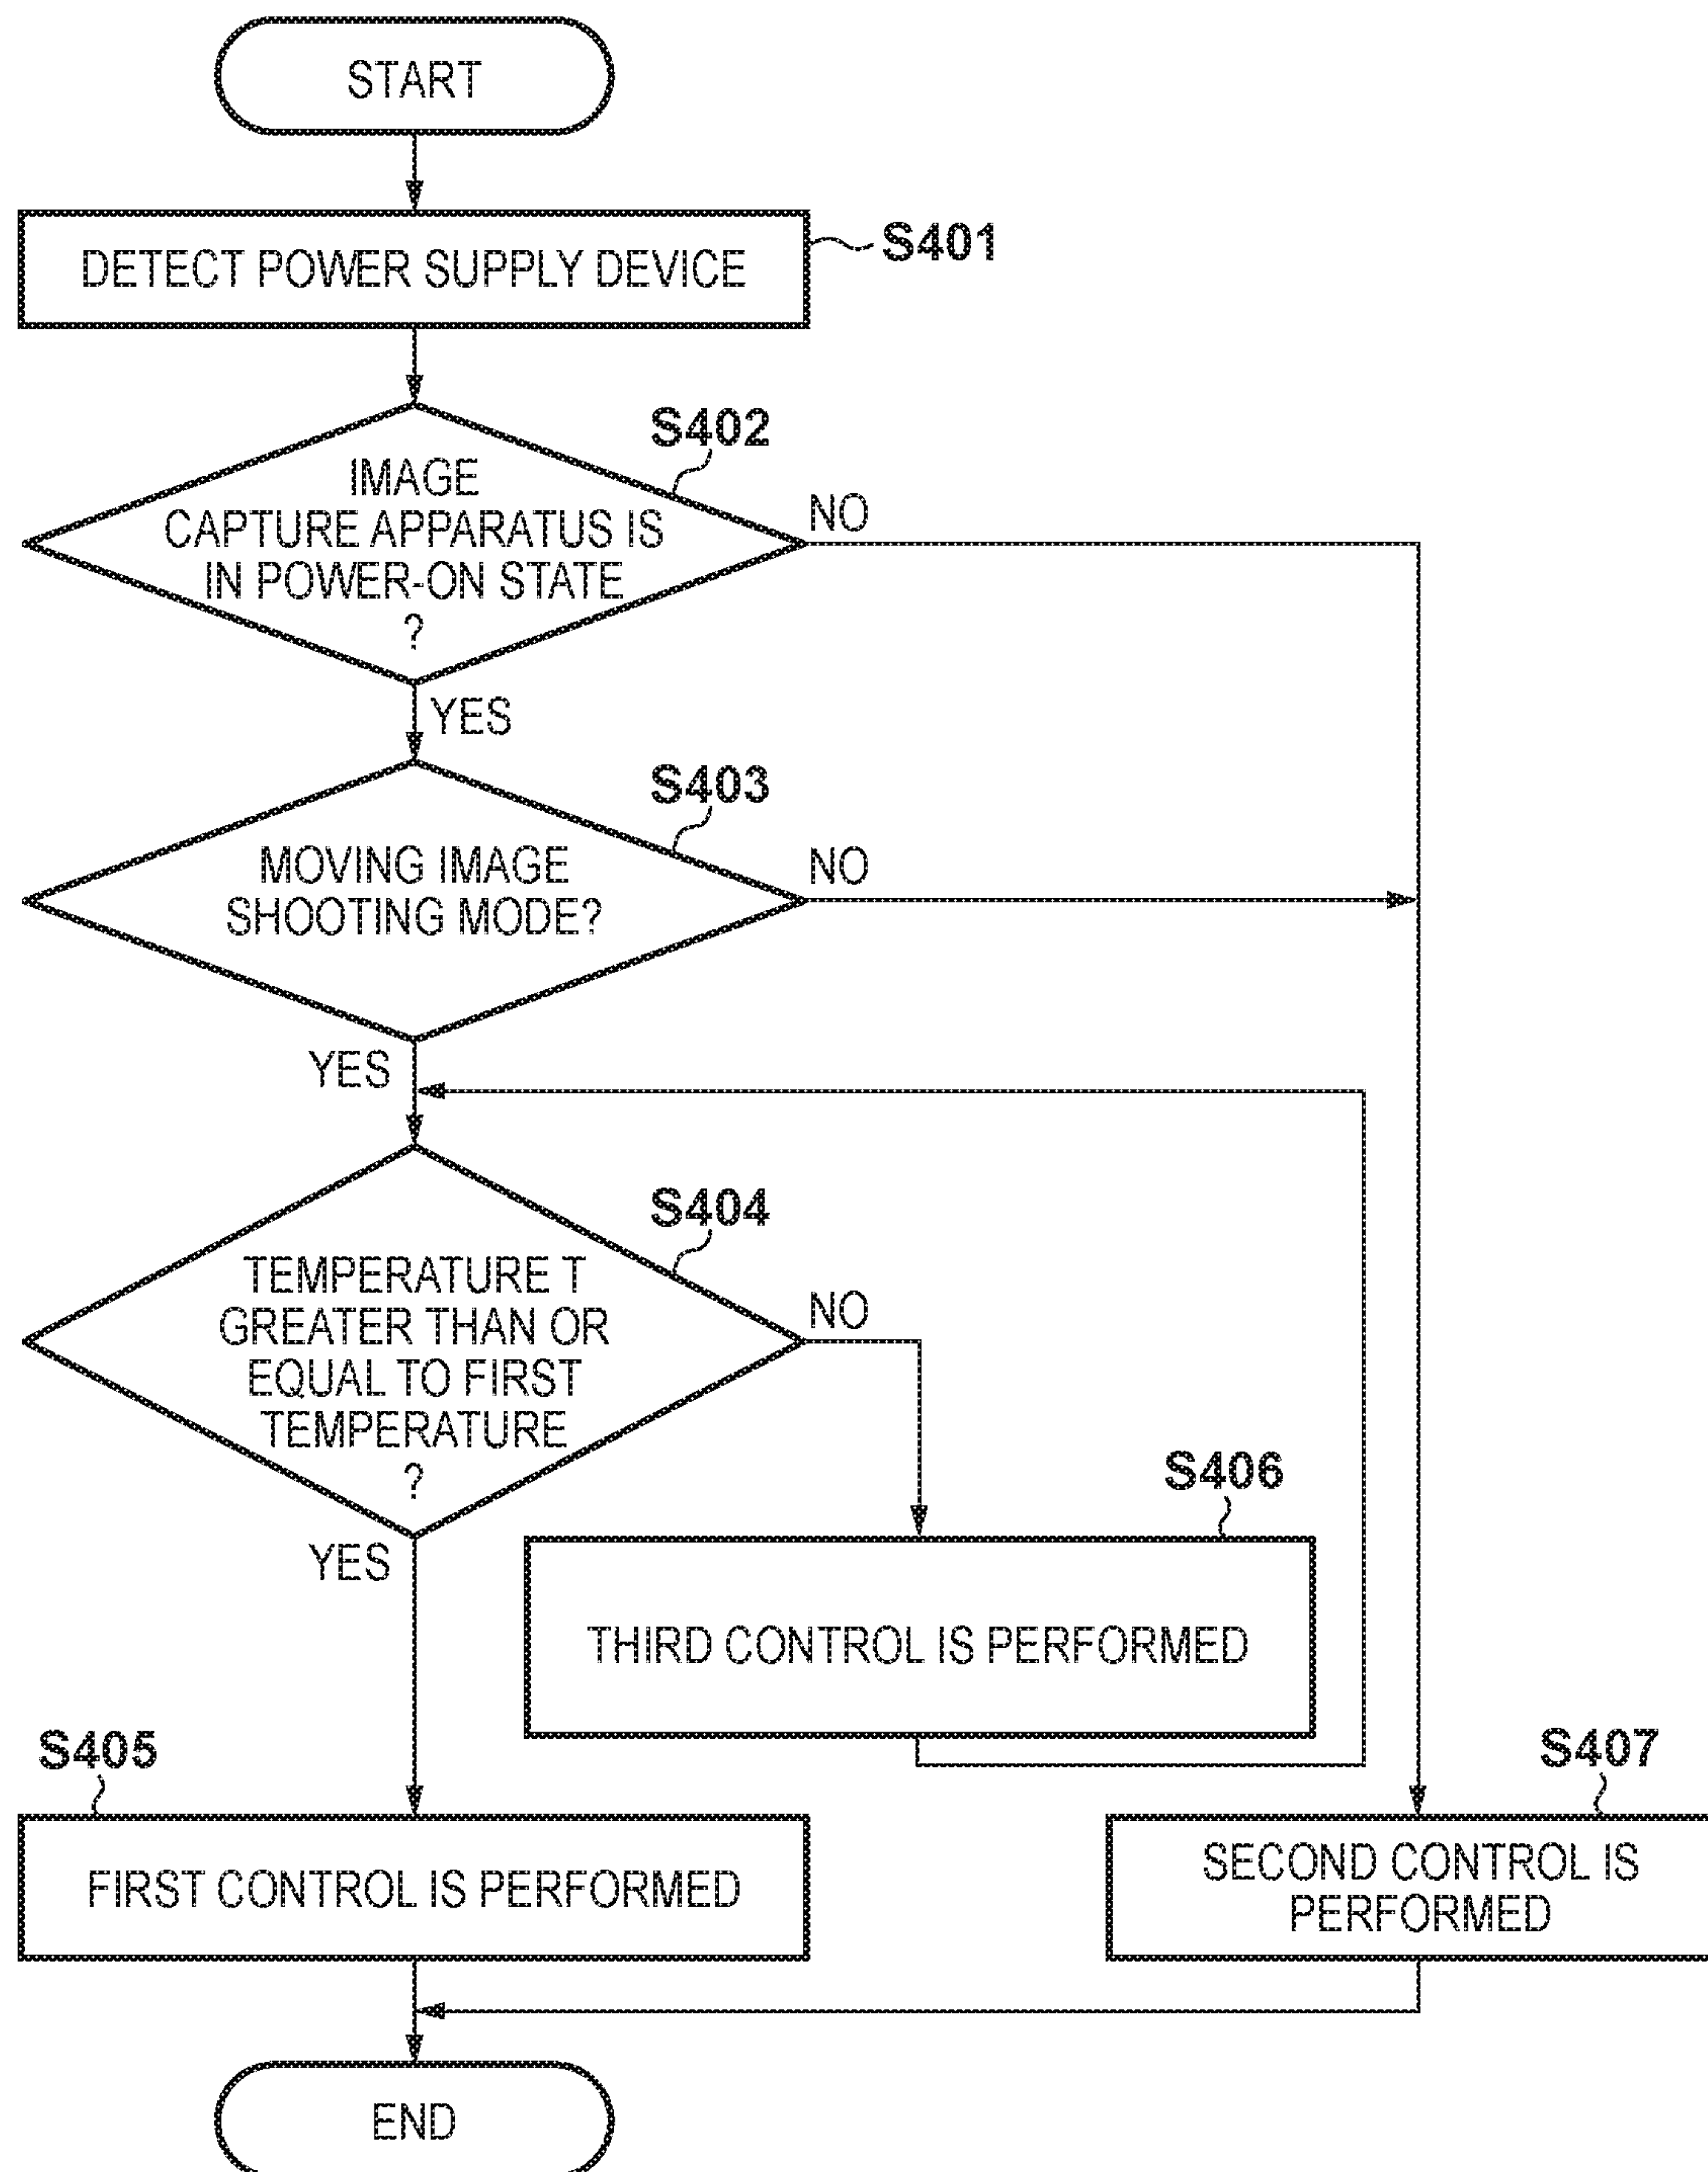 START
DETECT POWER SUPPLY DEVICE
S401
S402
IMAGE
CAPTURE APPARATUS IS
IN POWER-ON STATE
?
NO
YES
S403
MOVING IMAGE
SHOOTING MODE?
NO
YES
S404
TEMPERATURE T
GREATER THAN OR
EQUAL TO FIRST
TEMPERATURE
?
NO
YES
S406
THIRD CONTROL IS PERFORMED
S405
FIRST CONTROL IS PERFORMED
S407
SECOND CONTROL IS
PERFORMED
END